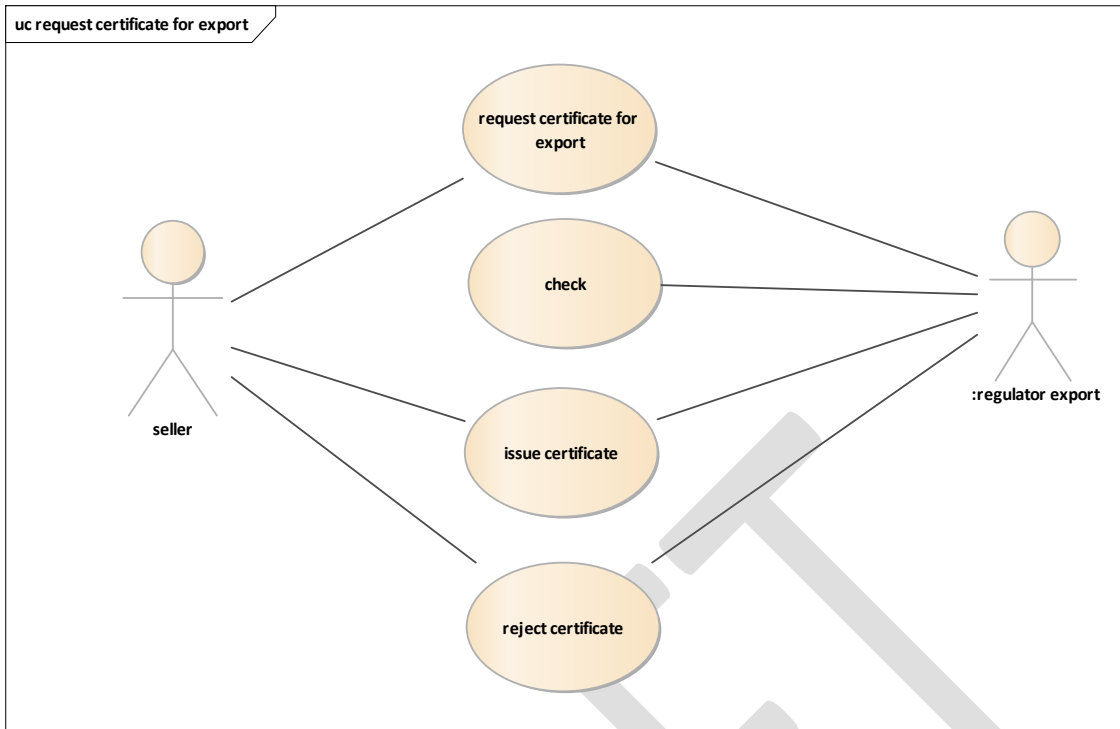 uc request certificate for export
request certificate for
export
check
:regulator export
seller
issue certificate
reject certificate